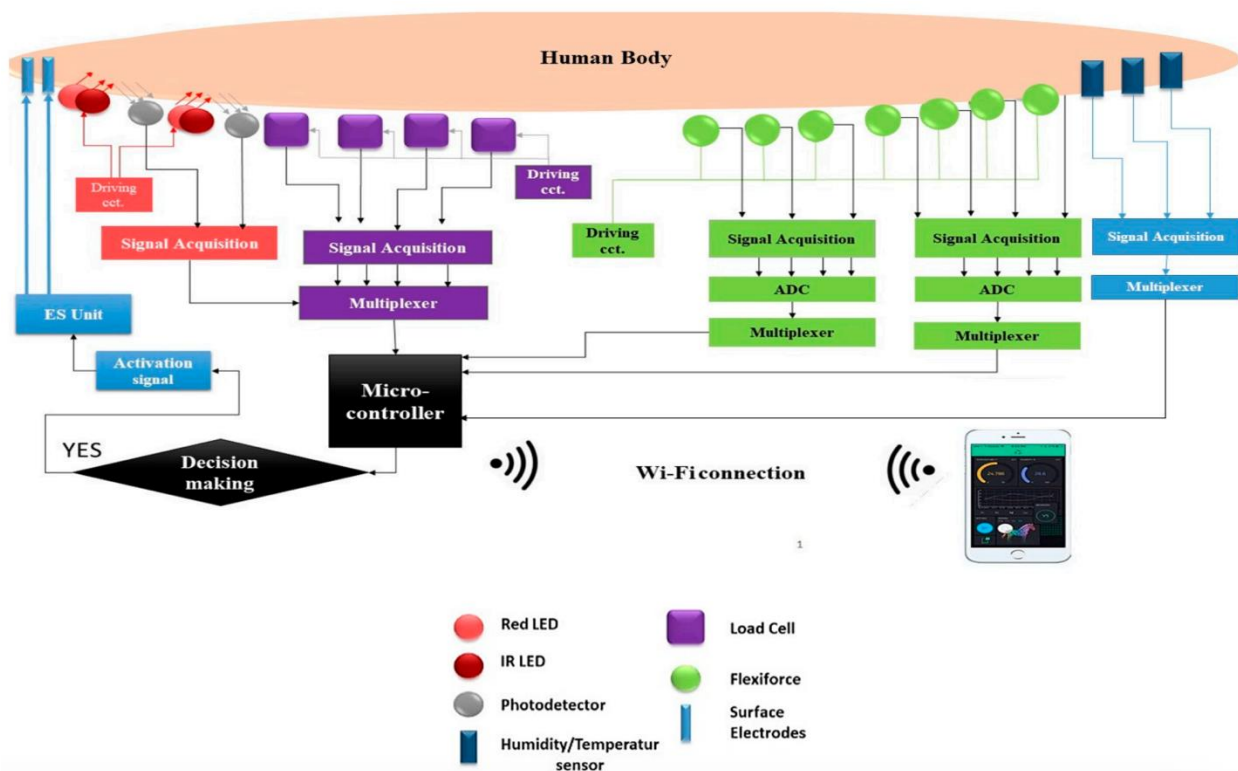 Human Body
Driving
cct.
Driving
cct.
Driving
cct.
Signal Acquisition
Signal Acquisition
Signal Acquisition
Signal Acquisition
Signal Acquisition
ADC
ADC
Multiplexer
Multiplexer
Multiplexer
Multiplexer
ES Unit
Activation
signal
Micro-
controller
YES
Decision
making
Wi-Fi connection
1
Red LED
IR LED
Photodetector
Humidity/Temperatur
sensor
Load Cell
Flexiforce
Surface
Electrodes